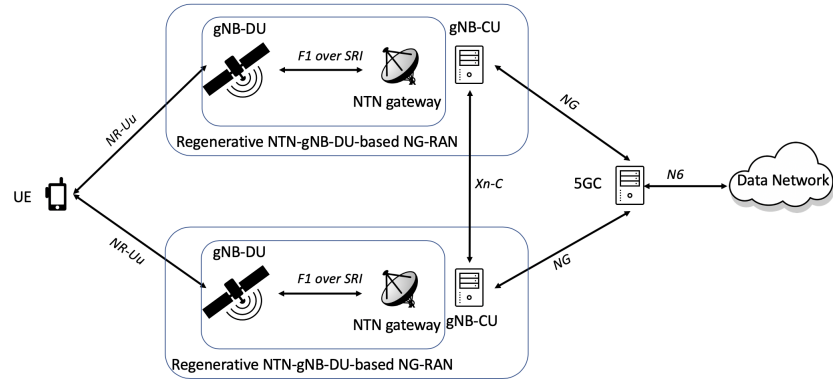 gNB-DU
gNB-CU
F1 over SRI
NTN gateway
NR-Uu
Regenerative NTN-gNB-DU-based NG-RAN
NG
UE
Xn-C
5GC
N6
Data Network
NR-Uu
gNB-DU
F1 over SRI
NG
NTN gateway
gNB-CU
Regenerative NTN-gNB-DU-based NG-RAN